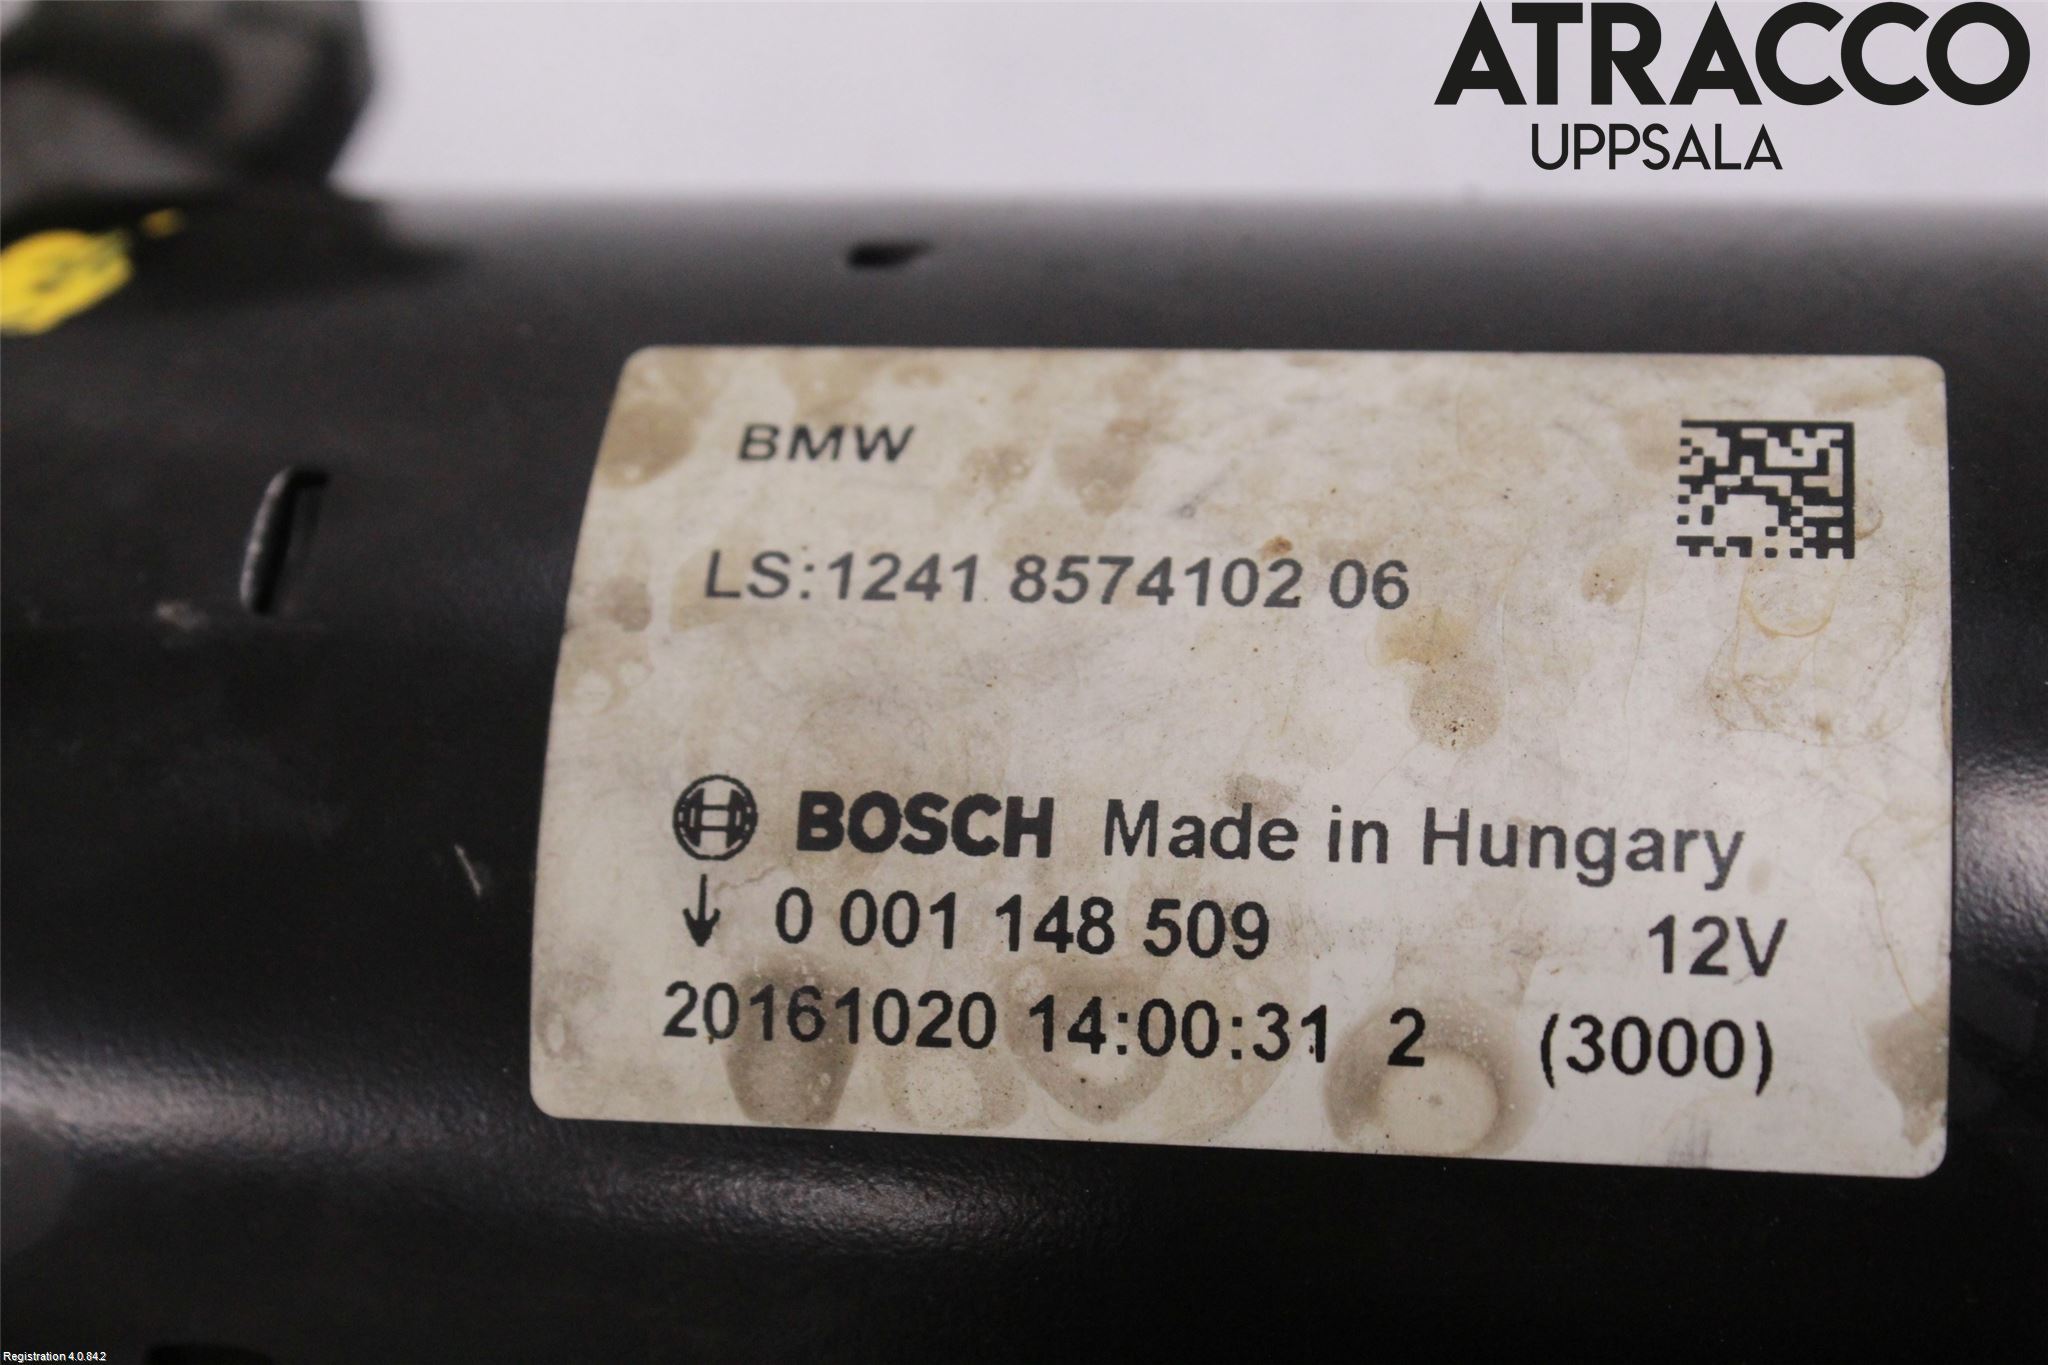 ATRACCO
UPPSALA
BMW
LS:1241 8574102 06
BOSCH Made in Hungary
↓ 0 001 148 509 12V
20161020 14:00:31 2 (3000)
Registration 4.0.84.2